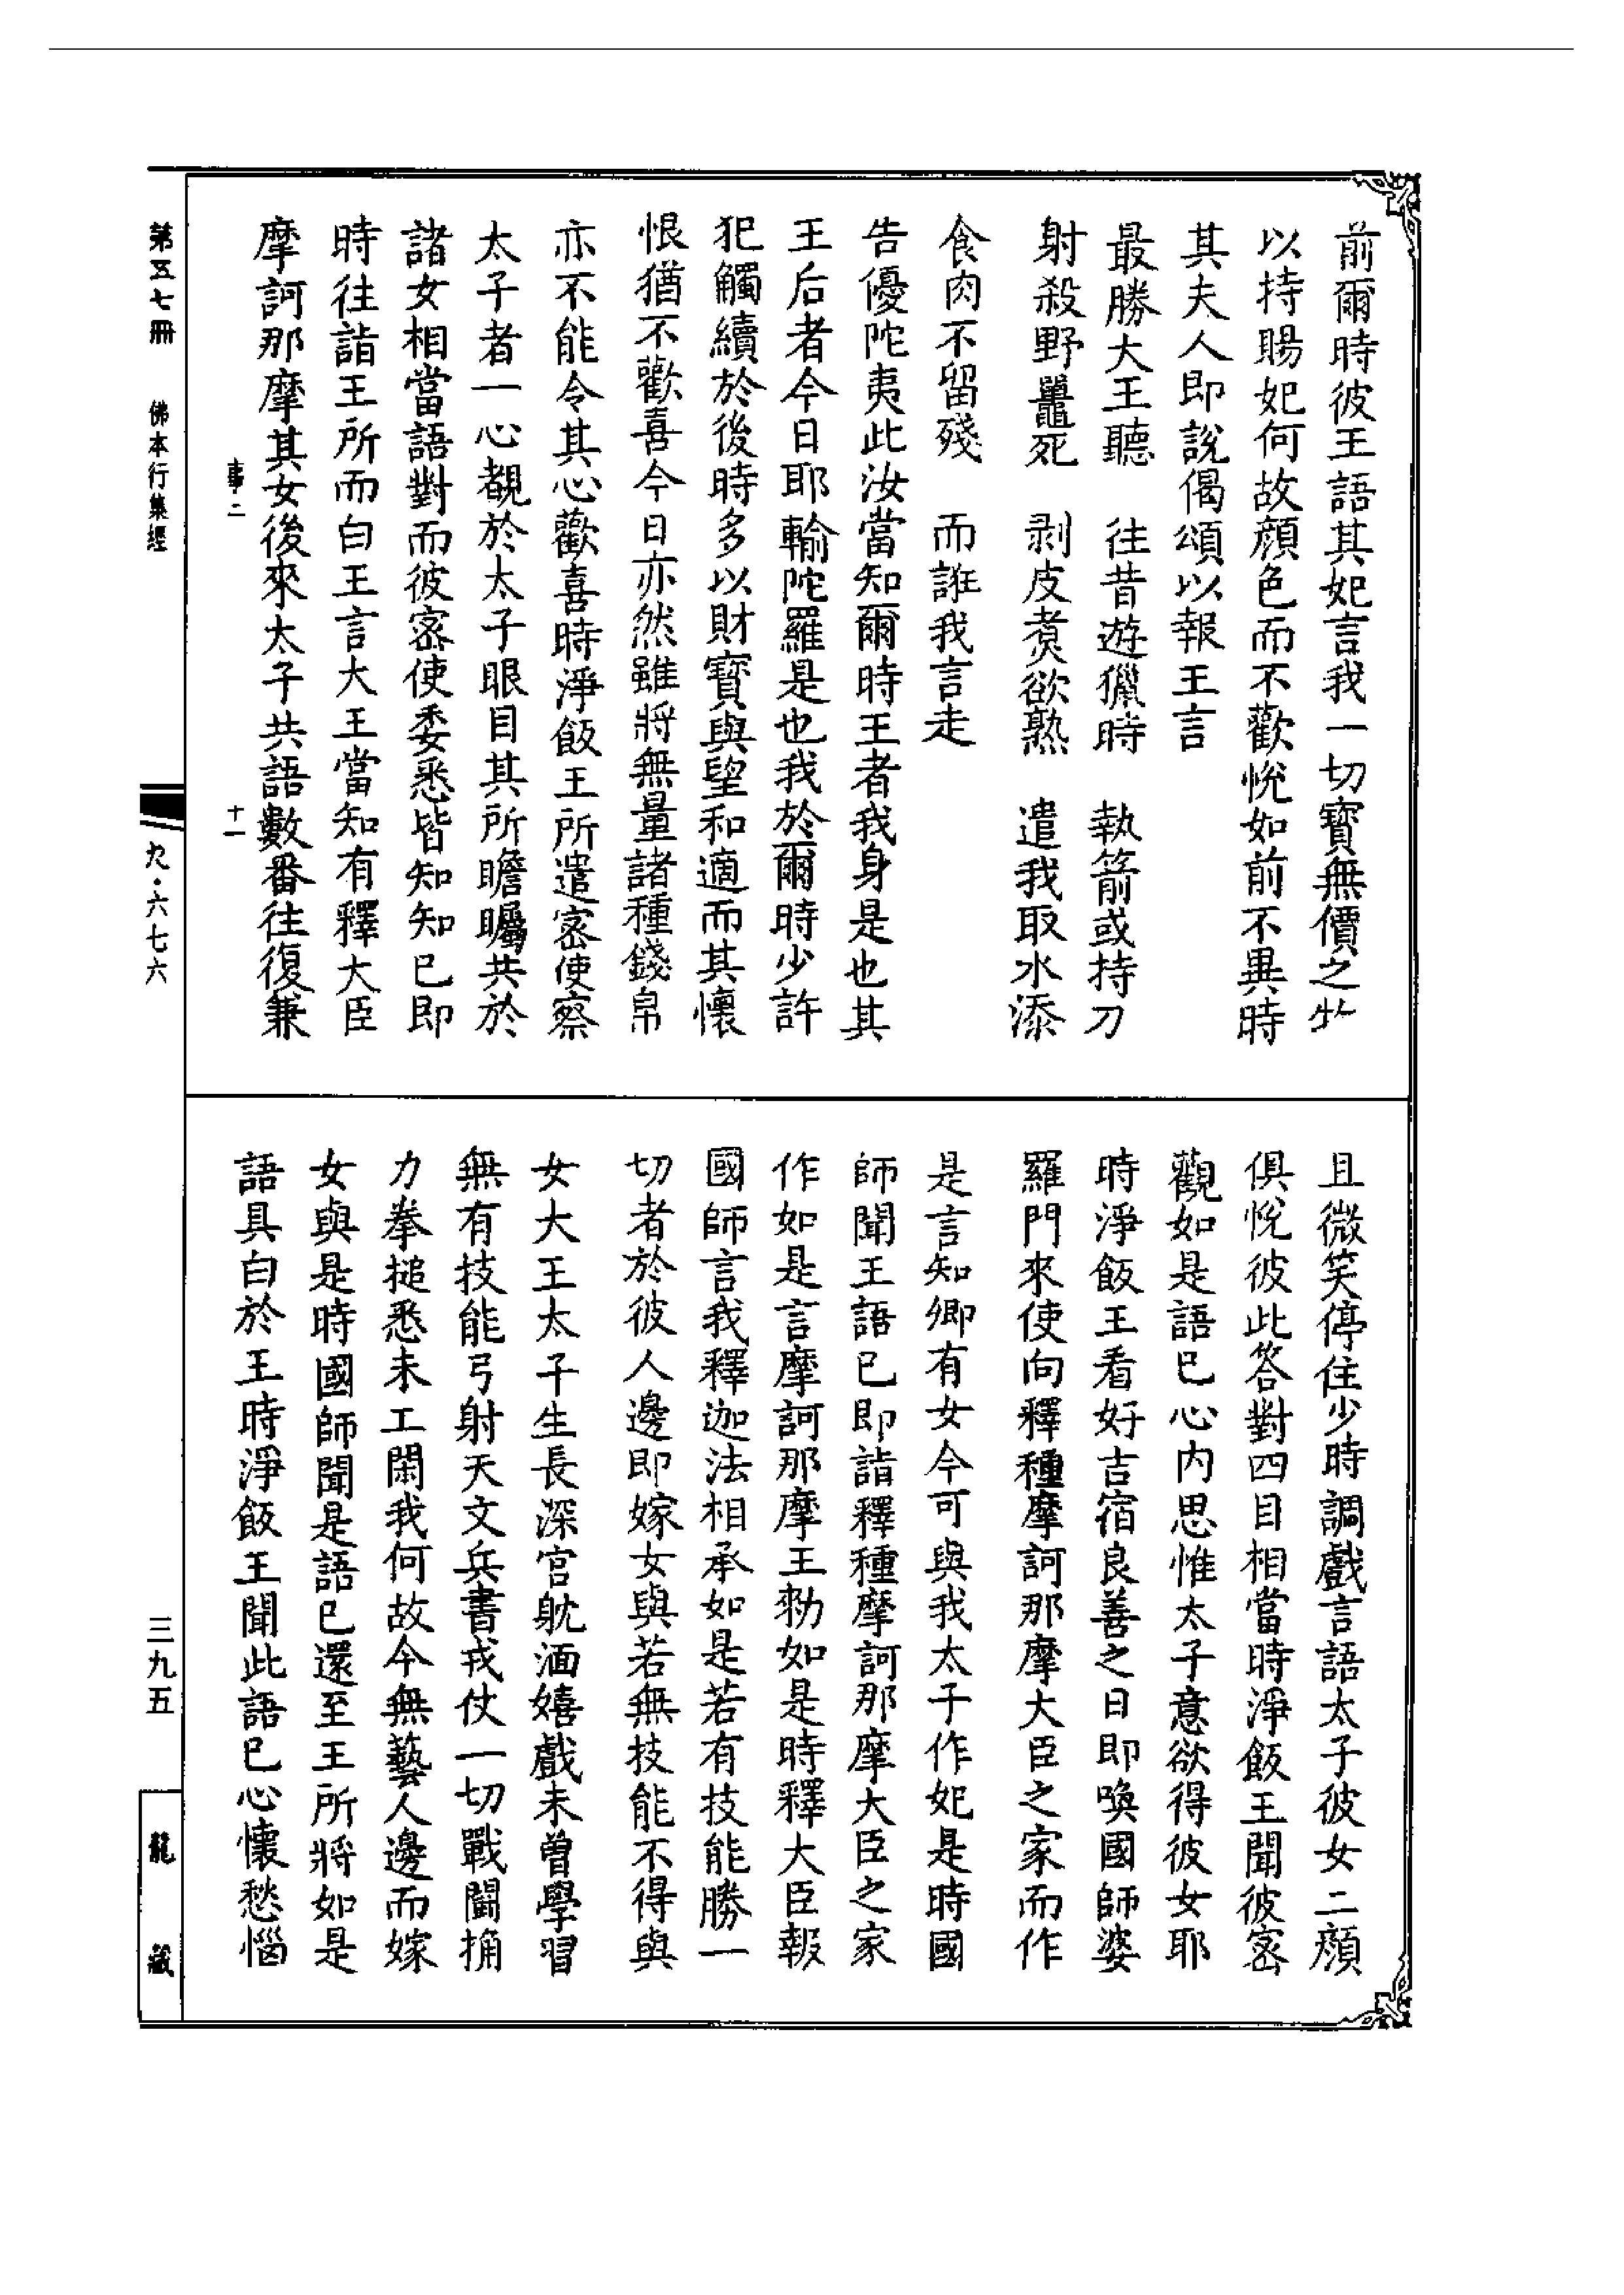 前爾時彼王語其妃言我一切寶無價之物
以持賜妃何故顏色而不歡悅如前不異時
其夫人即說偈頌以報王言
最勝大王聽　往昔遊獵時　執箭或持刀
射殺野鼉死　剥皮煑欲熟　遣我取水添
食肉不留殘　而誑我言走
告優陀夷此汝當知爾時王者我身是也其
王后者今日耶輸陀羅是也我於爾時少許
犯觸續於後時多以財寶與望和適而其懷
恨猶不歡喜今日亦然雖將無量諸種錢帛
亦不能令其心歡喜時淨飯王所遣密使察
太子者一心覩於太子眼目其所瞻矚共於
諸女相當語對而彼密使委悉皆知知已即
時往詣王所而白王言大王當知有釋大臣
摩訶那摩其女後來太子共語數番往復兼
且微笑停住少時調戲言語太子彼女二顏
俱悅彼此答對四目相當時淨飯王聞彼密
觀如是語已心内思惟太子意欲得彼女耶
時淨飯王看好吉宿良善之日即喚國師婆
羅門來使向釋種摩訶那摩大臣之家而作
是言知卿有女今可與我太子作妃是時國
師聞王語已即詣釋種摩訶那摩大臣之家
作如是言摩訶那摩王勑如是時釋大臣報
國師言我釋迦法相承如是若有技能勝一
切者於彼人邊即嫁女與若無技能不得與
女大王太子生長深宮躭湎嬉戲未曾學習
無有技能弓射天文兵書戎仗一切戰鬪捔
力拳搥悉未工閑我何故今無藝人邊而嫁
女與是時國師聞是語已還至王所將如是
語具白於王時淨飯王聞此語已心懷愁惱
事二　十一
第五七冊　佛本行集經
九·六七六
三九五
龍藏